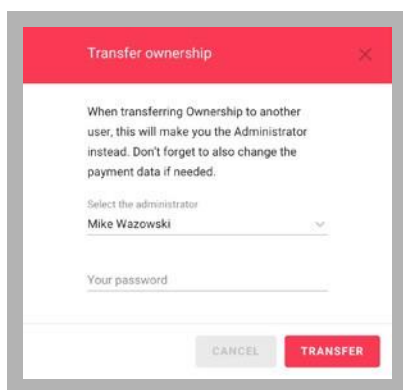 Transfer ownership
When transferring Ownership to another
user, this will make you the Administrator
instead. Don't forget to also change the
payment data if needed.
Select the administrator
Mike Wazowski
Your password
CANCEL TRANSFER